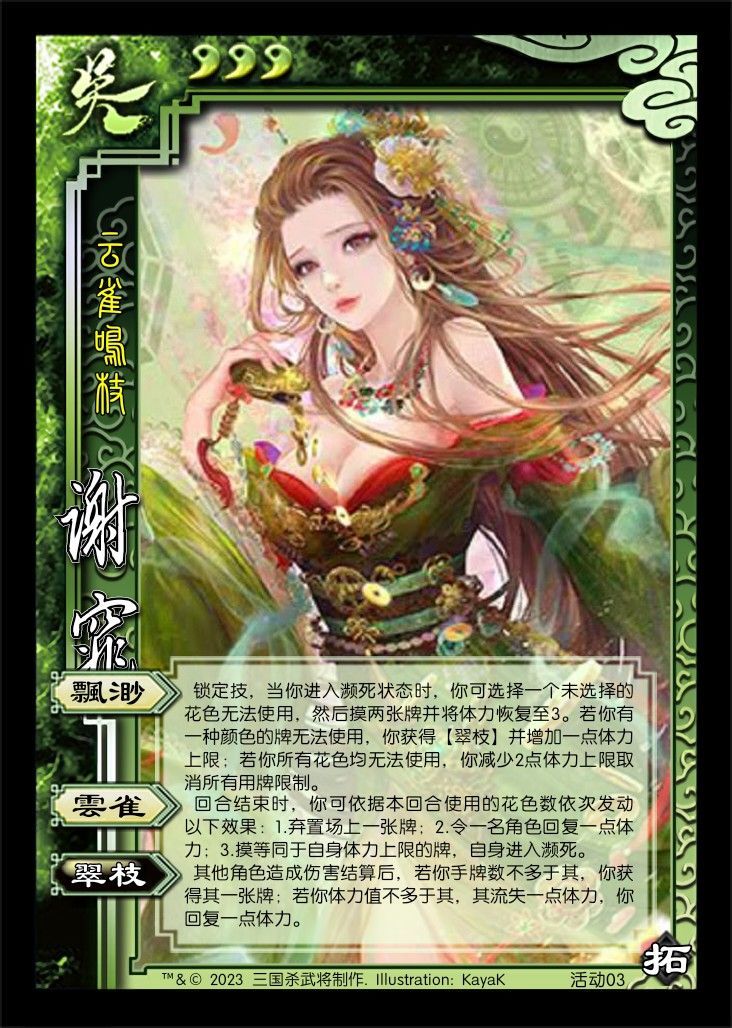 吴
云雀鸣枝
谢窕
飄渺
锁定技，当你进入濒死状态时，你可选择一个未选择的
花色无法使用，然后摸两张牌并将体力恢复至3。若你有
一种颜色的牌无法使用，你获得【翠枝】并增加一点体力
上限；若你所有花色均无法使用，你减少2点体力上限取
消所有用牌限制。
雲雀
回合结束时，你可依据本回合使用的花色数依次发动
以下效果：1.弃置场上一张牌；2.令一名角色回复一点体
力；3.摸等同于自身体力上限的牌，自身进入濒死。
翠枝
其他角色造成伤害结算后，若你手牌数不多于其，你获
得其一张牌；若你体力值不多于其，其流失一点体力，你
回复一点体力。
拓
™&© 2023 三国杀武将制作. Illustration: KayaK
活动03